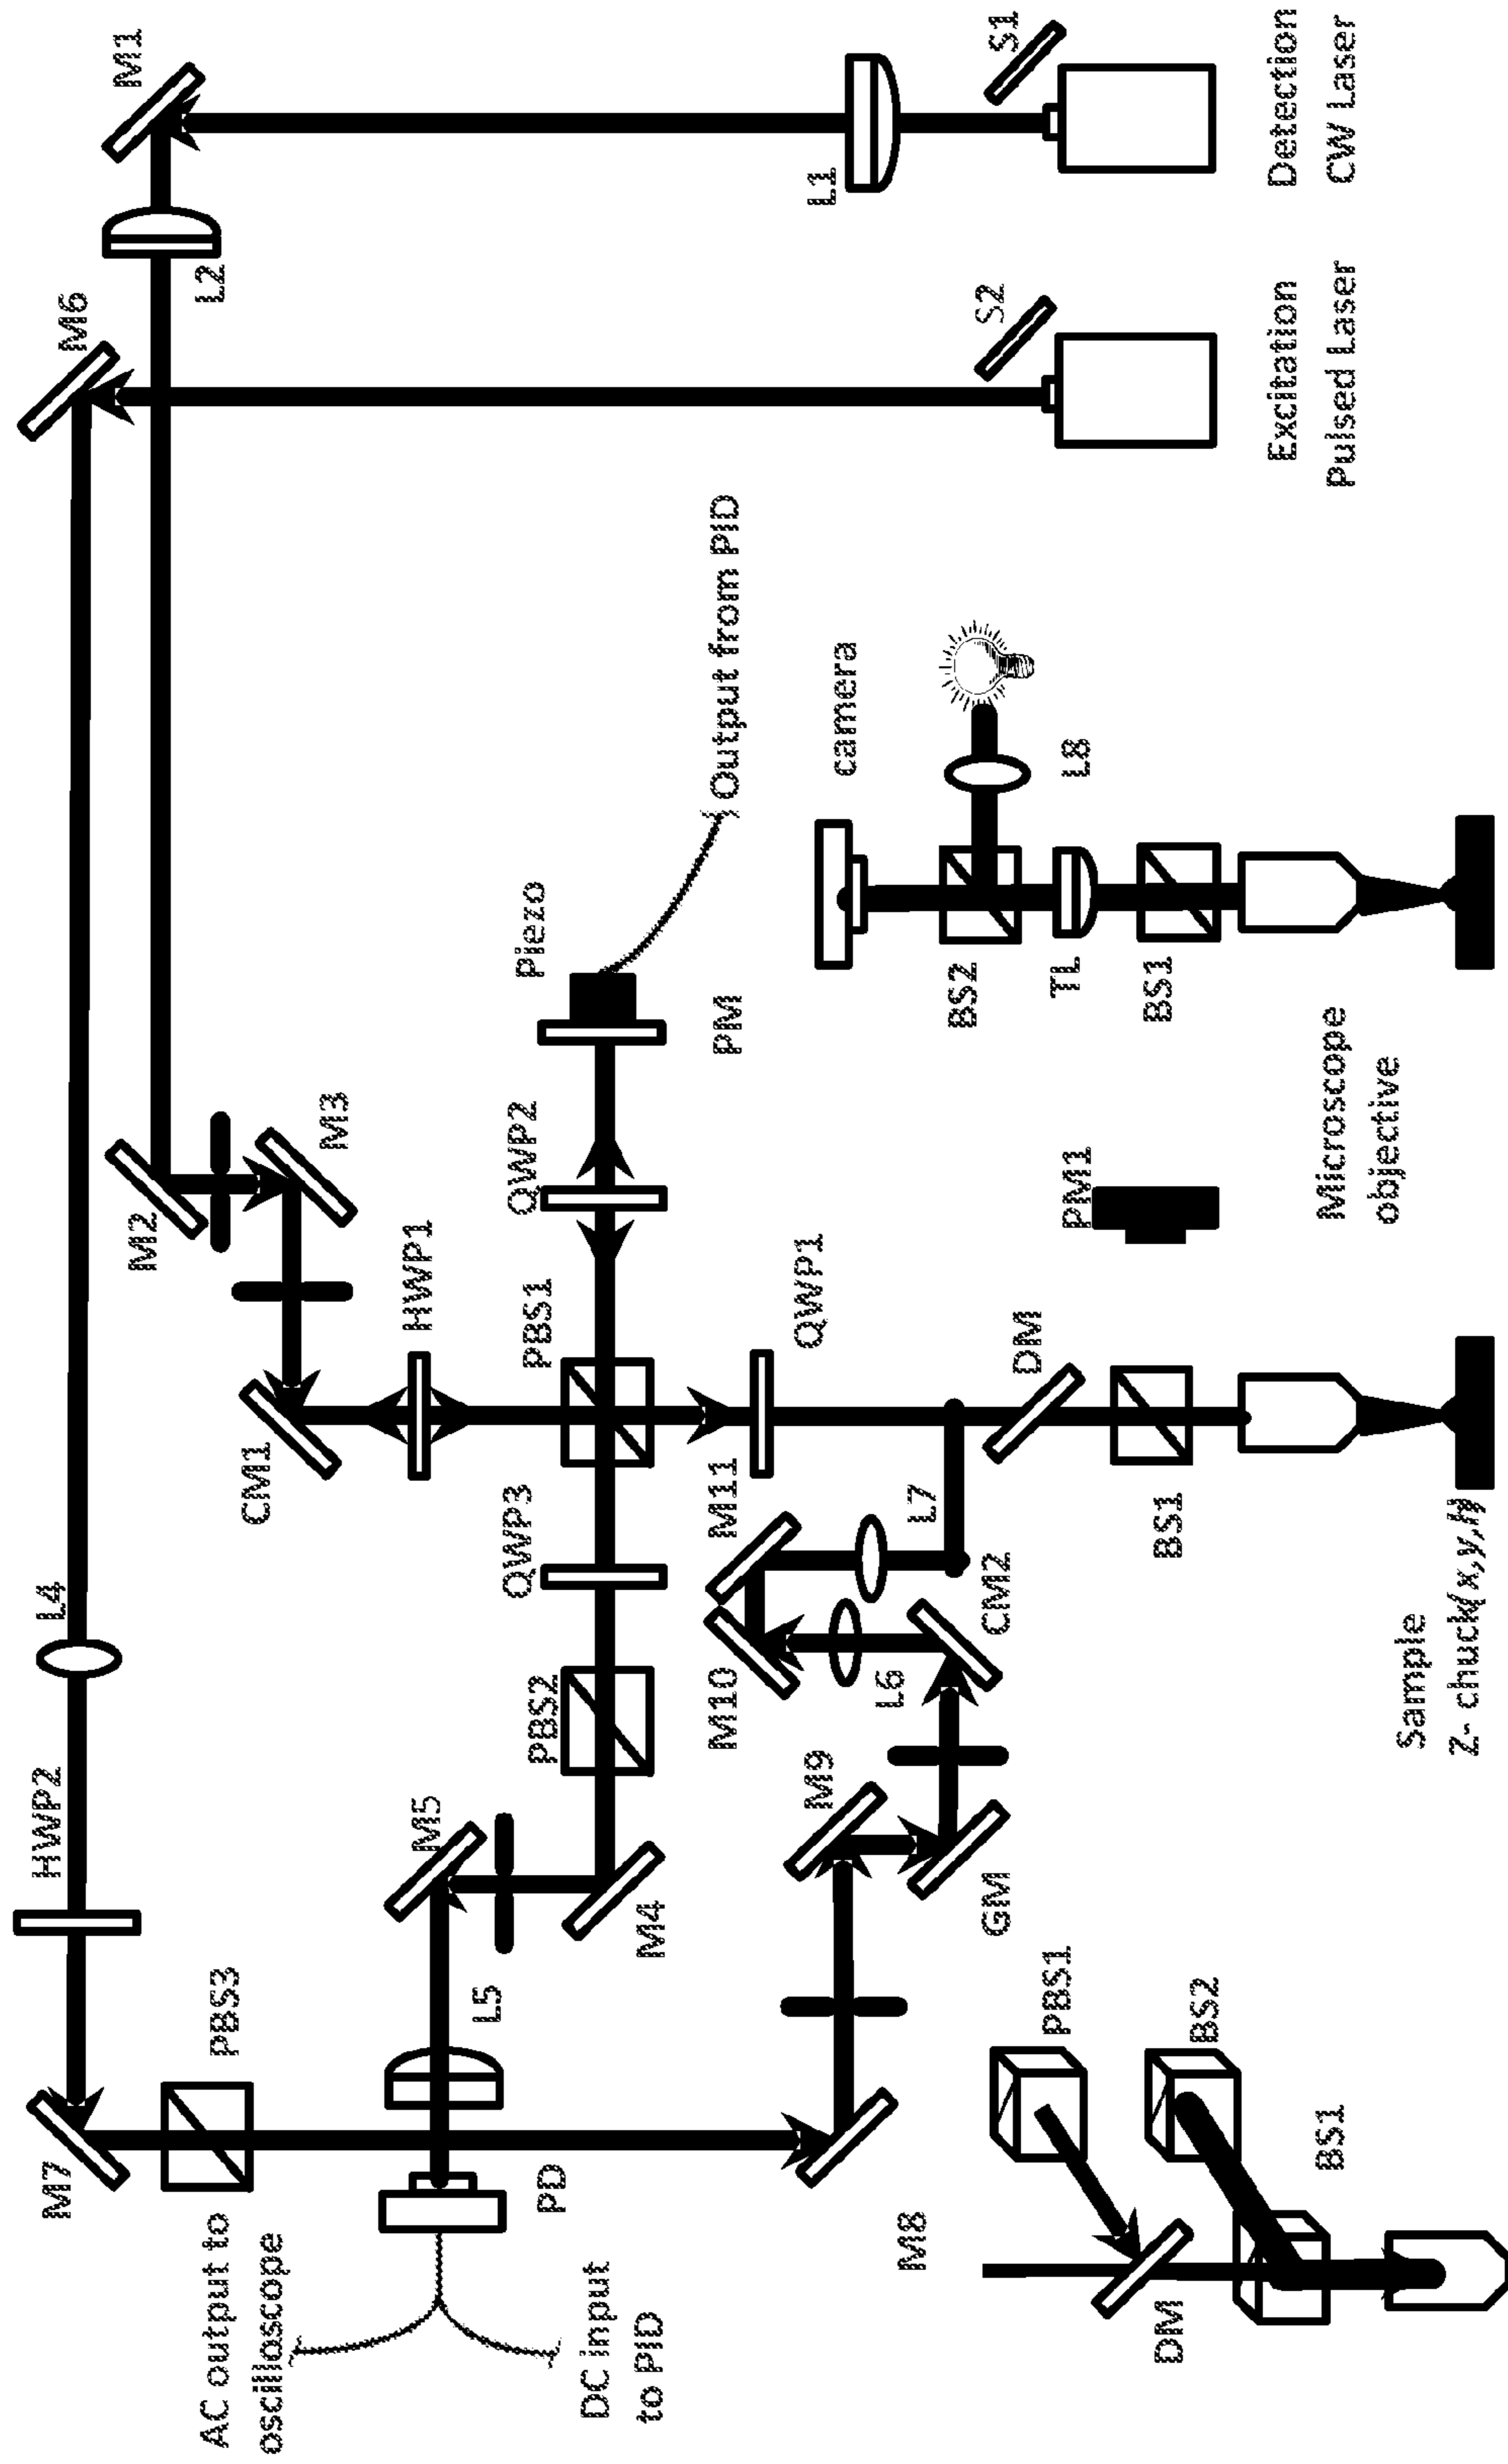 HWP2
L4
M7
M6
M1
M2
L2
PBS3
AC output to
oscilloscope
CM1
M3
HWP1
M5
L5
QWP3
QWP2
Piezo
PBS1
PBS2
PD
DC input
to PID
M4
M10
M11
PM
Output from PID
QWP1
M9
L1
camera
L6
M8
L7
BS2
CM2
GM
S2
S1
DM
PBS1
TL
L8
PM1
BS1
BS1
DM
BS2
Excitation
Pulsed Laser
Detection
CW Laser
BS1
Microscope
objective
Sample
Z- chuck(x,y,h)